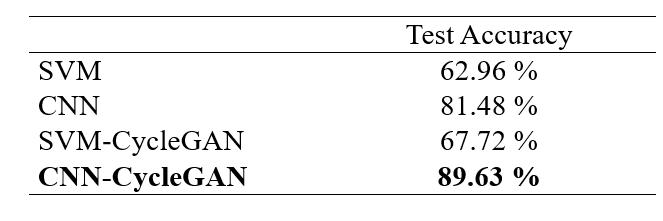 Test Accuracy
SVM 62.96 %
CNN 81.48 %
SVM-CycleGAN 67.72 %
CNN-CycleGAN 89.63 %